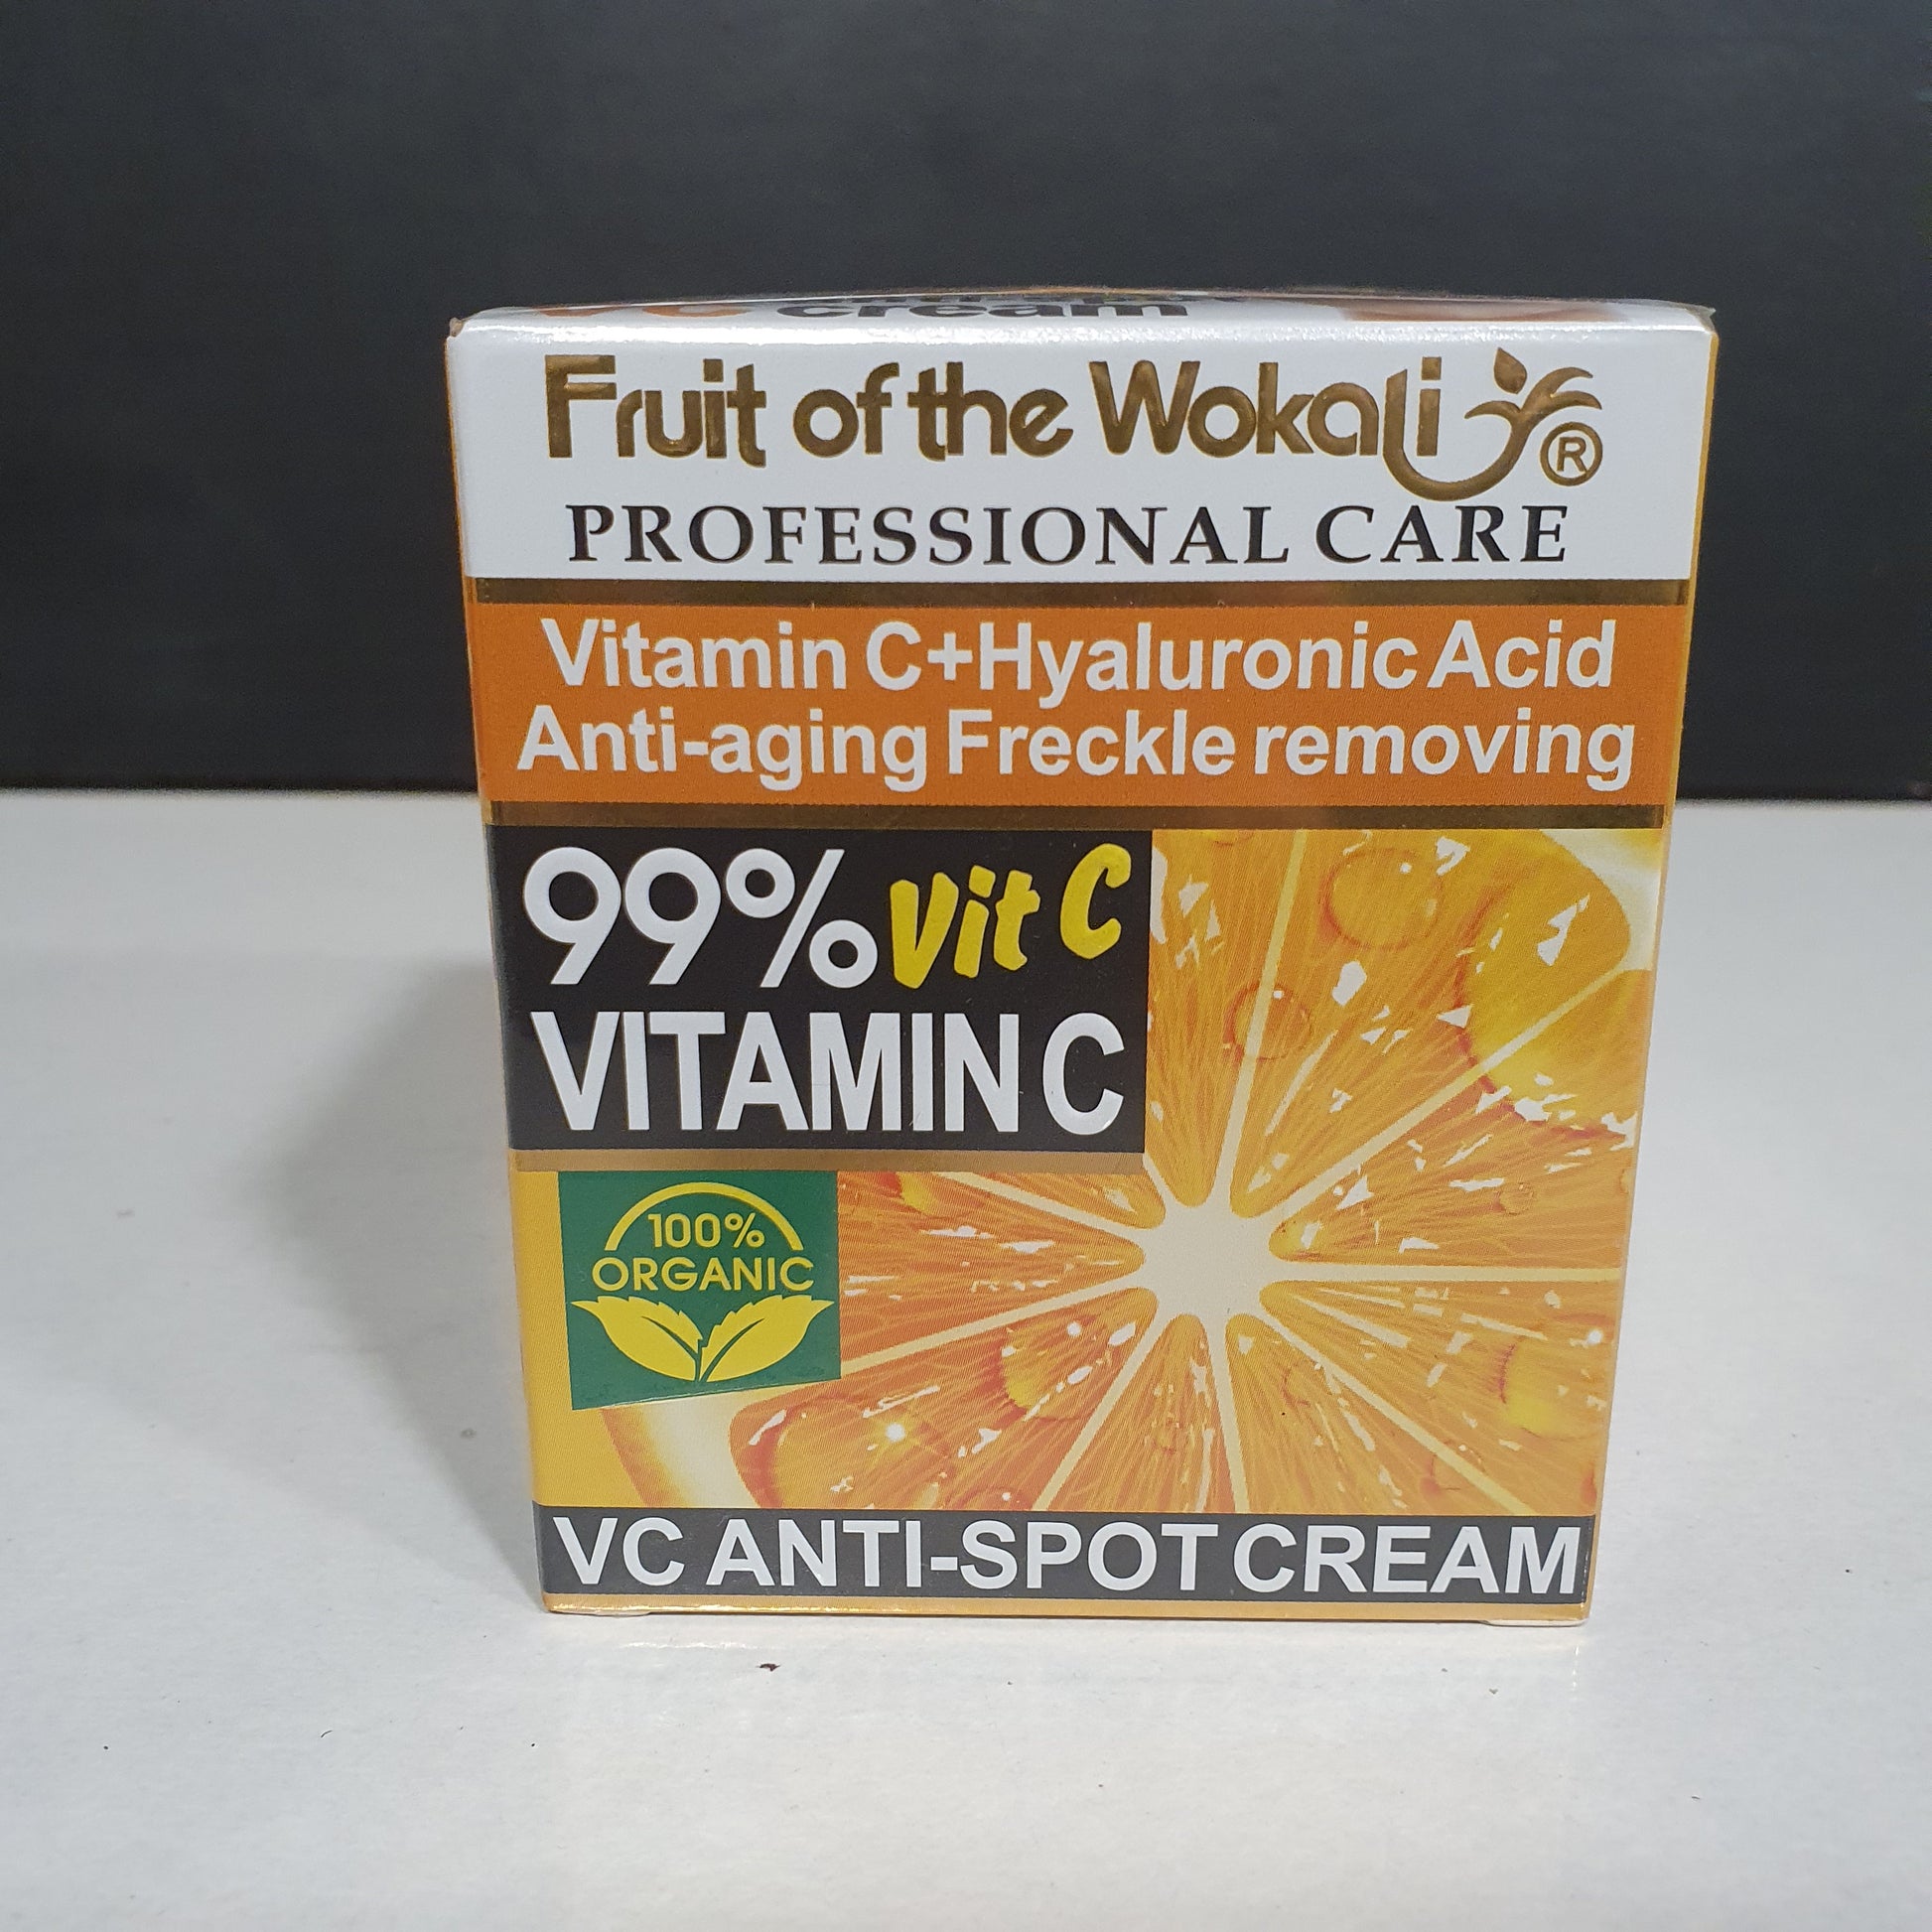 cream
Fruit of the Wokali ®
PROFESSIONAL CARE
Vitamin C+Hyaluronic Acid
Anti-aging Freckle removing
99% Vit C
VITAMIN C
100%
ORGANIC
VC ANTI-SPOT CREAM